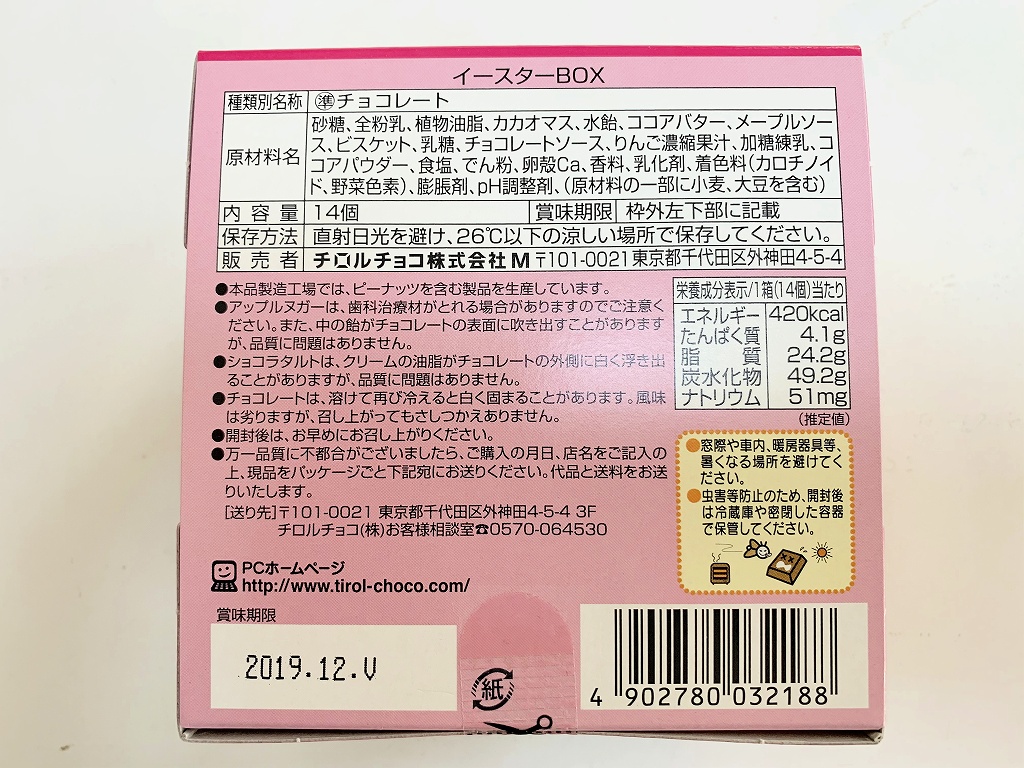 イースターBOX
種類別名称 ㊜チョコレート
原材料名
砂糖、全粉乳、植物油脂、カカオマス、水飴、ココアバター、メープルソー
ス、ビスケット、乳糖、チョコレートソース、りんご濃縮果汁、加糖練乳、コ
コアパウダー、食塩、でん粉、卵殻Ca、香料、乳化剤、着色料(カロチノイ
ド、野菜色素)、膨脹剤、pH調整剤、(原材料の一部に小麦、大豆を含む)
内容量 14個 賞味期限 枠外左下部に記載
保存方法 直射日光を避け、26℃以下の涼しい場所で保存してください。
販売者 チロルチョコ株式会社 M 〒101-0021 東京都千代田区外神田4-5-4
●本品製造工場では、ピーナッツを含む製品を生産しています。
●アップルヌガーは、歯科治療材がとれる場合がありますのでご注意く
ださい。また、中の飴がチョコレートの表面に吹き出すことがあります
が、品質に問題はありません。
●ショコラタルトは、クリームの油脂がチョコレートの外側に白く浮き出
ることがありますが、品質に問題はありません。
●チョコレートは、溶けて再び冷えると白く固まることがあります。風味
は劣りますが、召し上がってもさしつかえありません。
●開封後は、お早めにお召し上がりください。
●万一品質に不都合がございましたら、ご購入の月日、店名をご記入の
上、現品をパッケージごと下記宛にお送りください。代品と送料をお送
りいたします。
[送り先]〒101-0021 東京都千代田区外神田4-5-4 3F
チロルチョコ(株)お客様相談室☎0570-064530
栄養成分表示/1箱(14個)当たり
エネルギー 420kcal
たんぱく質 4.1g
脂質 24.2g
炭水化物 49.2g
ナトリウム 51mg
(推定値)
●窓際や車内、暖房器具等、
暑くなる場所を避けてく
ださい。
●虫害等防止のため、開封後
は冷蔵庫や密閉した容器
で保管してください。
PCホームページ
http://www.tirol-choco.com/
賞味期限
2019.12.V
紙
4 902780 032188